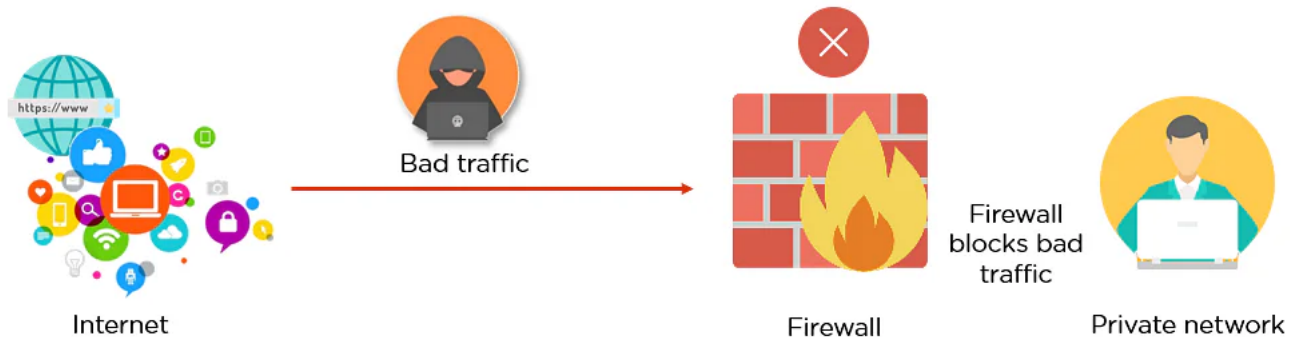 https://www
Bad traffic
Firewall
blocks bad
traffic
Internet
Firewall
Private network